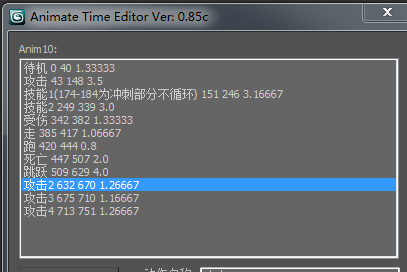 Animate Time Editor Ver: 0.85c
Anim10:
待机 0 40 1.33333
攻击 43 148 3.5
技能1(174-184为冲刺部分不循环) 151 246 3.16667
技能2 249 339 3.0
受伤 342 382 1.33333
走 385 417 1.06667
跑 420 444 0.8
死亡 447 507 2.0
跳跃 509 629 4.0
攻击2 632 670 1.26667
攻击3 675 710 1.16667
攻击4 713 751 1.26667